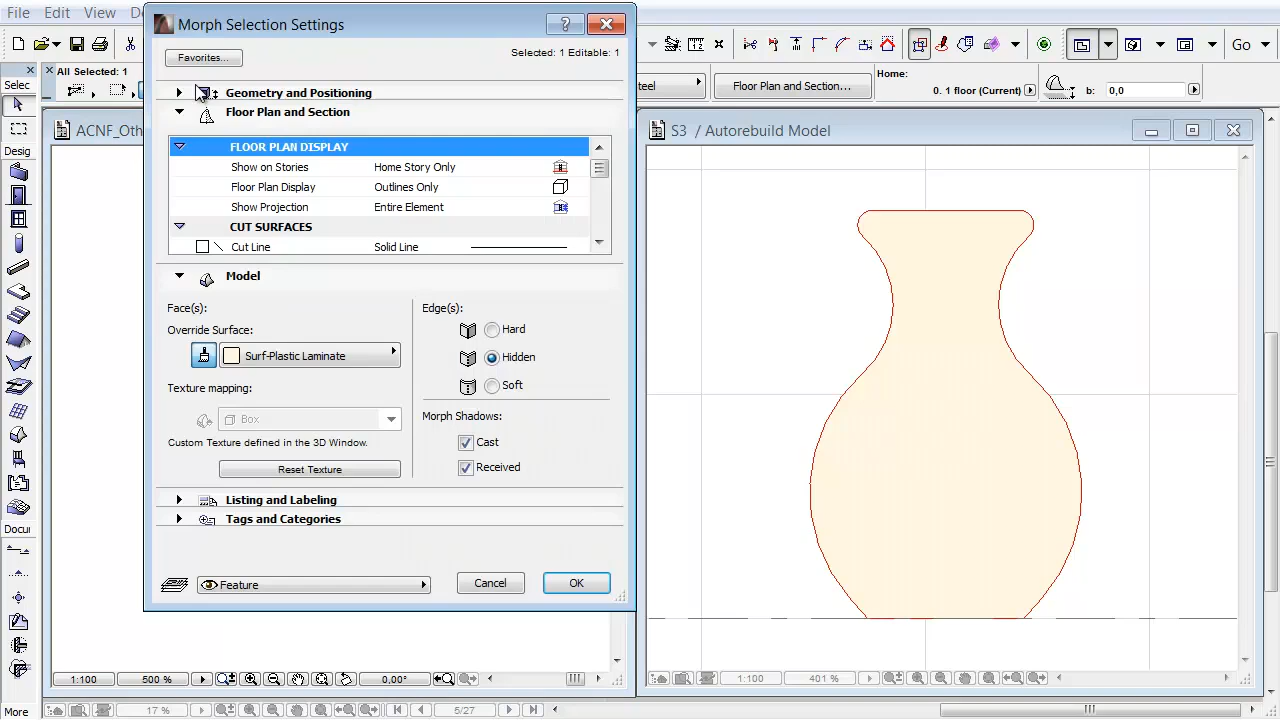 File Edit View D
Morph Selection Settings
Favorites...
Selected: 1 Editable: 1
Geometry and Positioning
Floor Plan and Section
FLOOR PLAN DISPLAY
Show on Stories Home Story Only
Floor Plan Display Outlines Only
Show Projection Entire Element
CUT SURFACES
Cut Line Solid Line
Model
Face(s):
Override Surface:
Surf-Plastic Laminate
Texture mapping:
Box
Custom Texture defined in the 3D Window.
Reset Texture
Edge(s):
Hard
Hidden
Soft
Morph Shadows:
Cast
Received
Listing and Labeling
Tags and Categories
Feature
Cancel
OK
Selec
All Selected: 1
Desig
Docui
More
ACNF_Oth
Go
teel
Floor Plan and Section...
Home:
0. 1 floor (Current)
b: 0,0
S3 / Autorebuild Model
1:100 500 % 0,00°
1:100 401 %
17 % 5/27